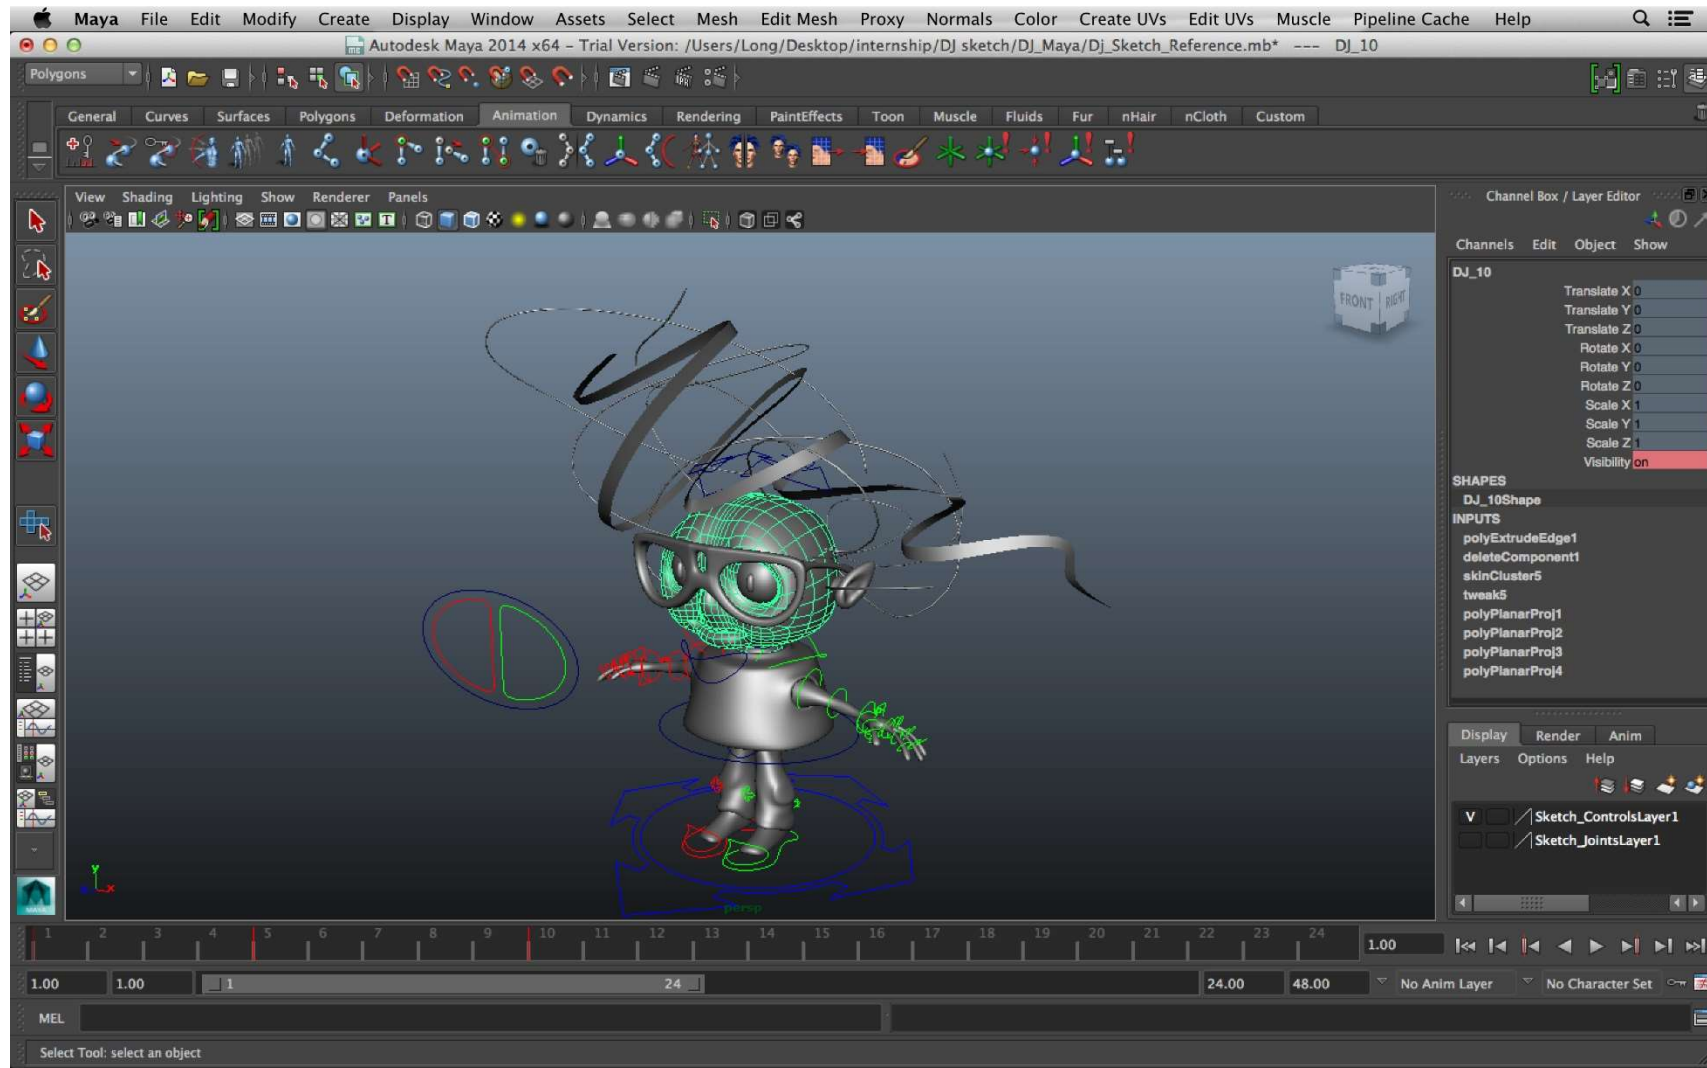 Maya File Edit Modify Create Display Window Assets Select Mesh Edit Mesh Proxy Normals Color Create UVs Edit UVs Muscle Pipeline Cache Help
Autodesk Maya 2014 x64 - Trial Version: /Users/Long/Desktop/internship/DJ sketch/DJ_Maya/Dj_Sketch_Reference.mb* --- DJ_10
Polygons
General Curves Surfaces Polygons Deformation Animation Dynamics Rendering PaintEffects Toon Muscle Fluids Fur nHair nCloth Custom
View Shading Lighting Show Renderer Panels
FRONT RIGHT
y
x
persp
Channel Box / Layer Editor
Channels Edit Object Show
DJ_10
Translate X 0
Translate Y 0
Translate Z 0
Rotate X 0
Rotate Y 0
Rotate Z 0
Scale X 1
Scale Y 1
Scale Z 1
Visibility on
SHAPES
DJ_10Shape
INPUTS
polyExtrudeEdge1
deleteComponent1
skinCluster5
tweak5
polyPlanarProj1
polyPlanarProj2
polyPlanarProj3
polyPlanarProj4
Display Render Anim
Layers Options Help
V Sketch_ControlsLayer1
Sketch_JointsLayer1
1 2 3 4 5 6 7 8 9 10 11 12 13 14 15 16 17 18 19 20 21 22 23 24 1.00
1.00 1.00 1 24 24.00 48.00 No Anim Layer No Character Set
MEL
Select Tool: select an object